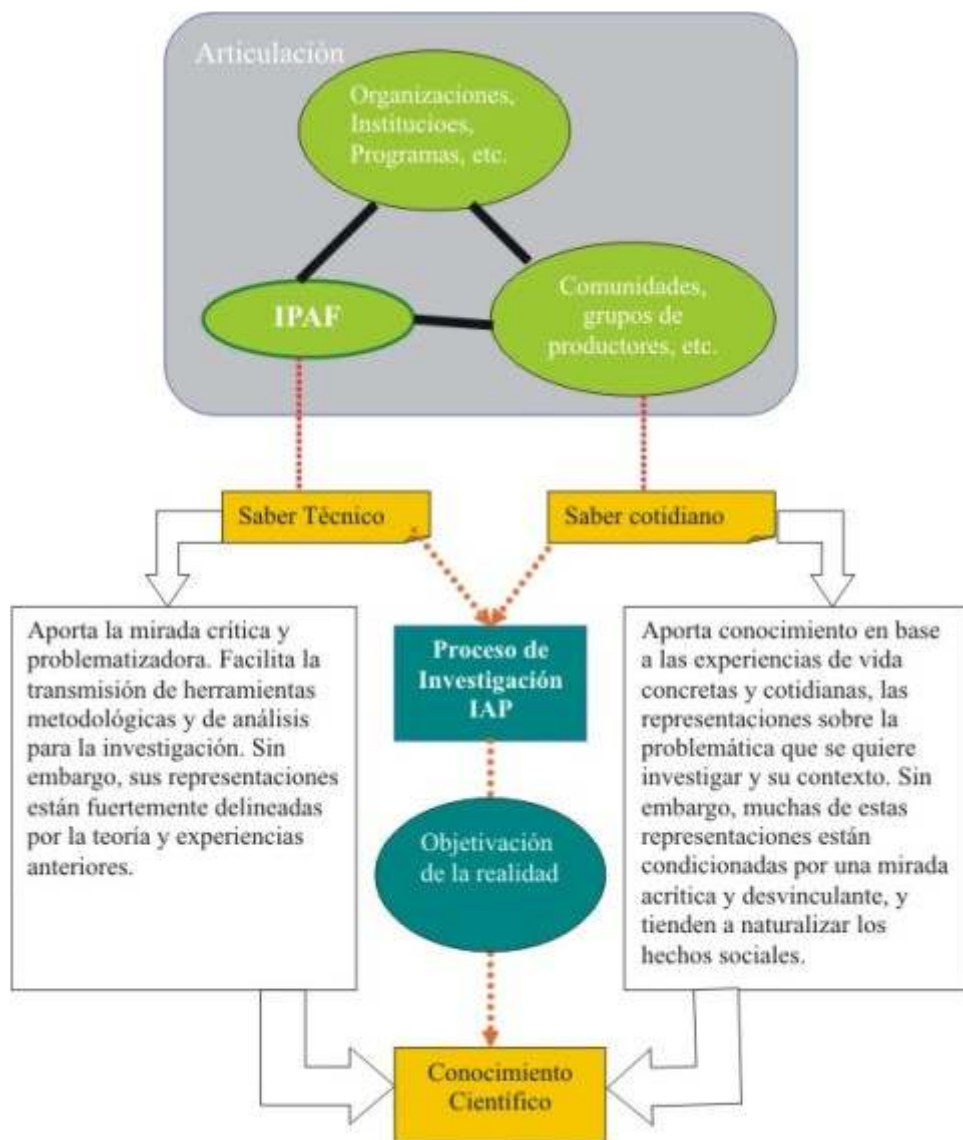 Articulación
Organizaciones,
Institucioes,
Programas, etc.
IPAF
Comunidades,
grupos de
productores, etc.
Saber Técnico
Saber cotidiano
Aporta la mirada crítica y
problematizadora. Facilita la
transmisión de herramientas
metodológicas y de análisis
para la investigación. Sin
embargo, sus representaciones
están fuertemente delineadas
por la teoría y experiencias
anteriores.
Proceso de
Investigación
IAP
Objetivación
de la realidad
Aporta conocimiento en base
a las experiencias de vida
concretas y cotidianas, las
representaciones sobre la
problemática que se quiere
investigar y su contexto. Sin
embargo, muchas de estas
representaciones están
condicionadas por una mirada
acrítica y desvinculante, y
tienden a naturalizar los
hechos sociales.
Conocimiento
Científico